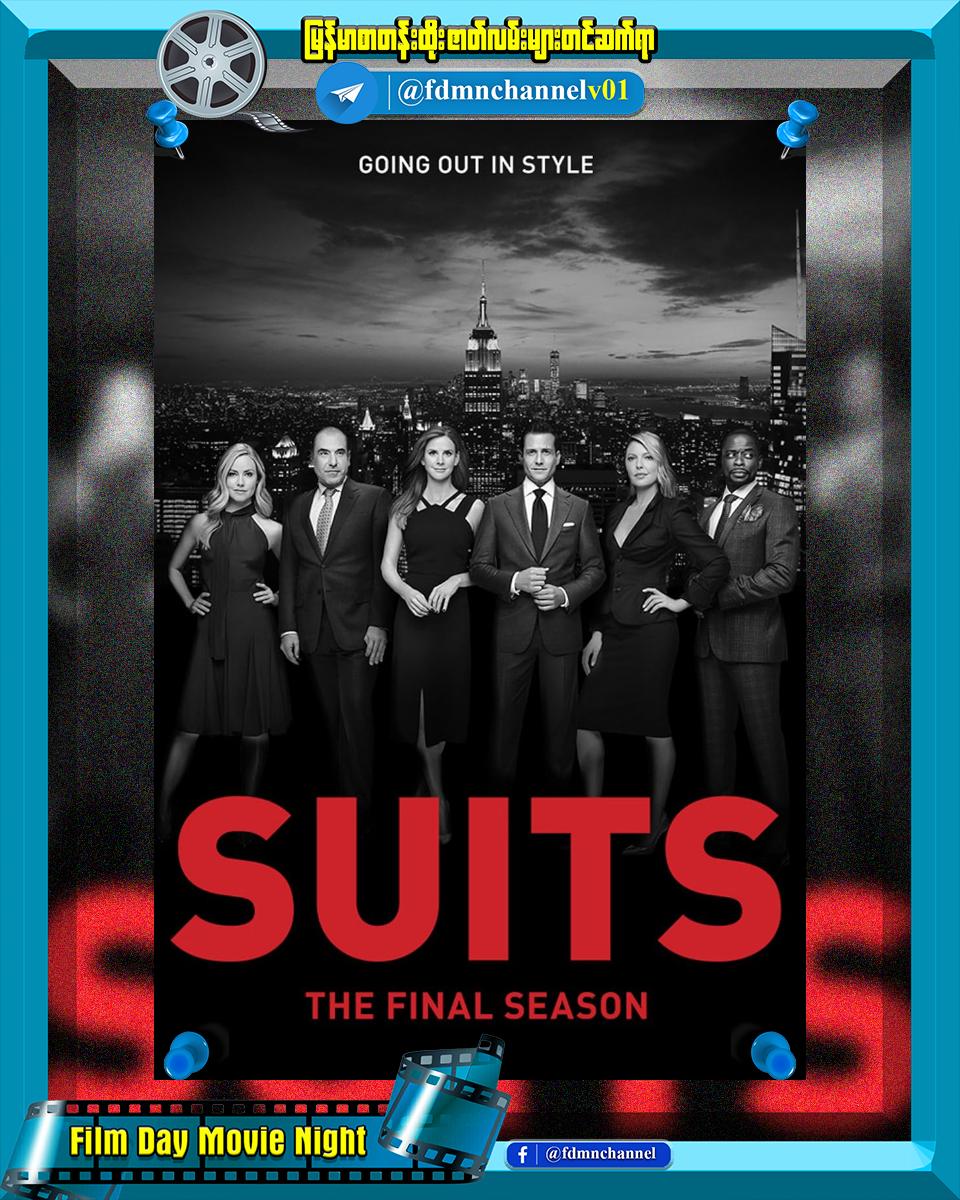 မြန်မာစာတန်းထိုးဇာတ်လမ်းများတင်ဆက်ရာ
@fdmnchannelv01
GOING OUT IN STYLE
SUITS
THE FINAL SEASON
Film Day Movie Night
f @fdmnchannel